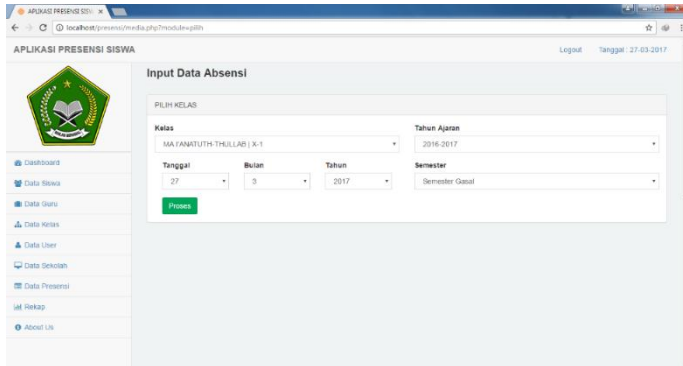 APLIKASI PRESENSI SISW
localhost/presensi/media.php?module=pilih
APLIKASI PRESENSI SISWA
Logout
Tanggal : 27-03-2017
Input Data Absensi
PILIH KELAS
Kelas
Tahun Ajaran
MA I'ANATUTH-THULLAB | X-1
2016-2017
Tanggal
Bulan
Tahun
Semester
27
3
2017
Semester Gasal
Proses
Dashboard
Data Siswa
Data Guru
Data Kelas
Data User
Data Sekolah
Data Presensi
Rekap
About Us